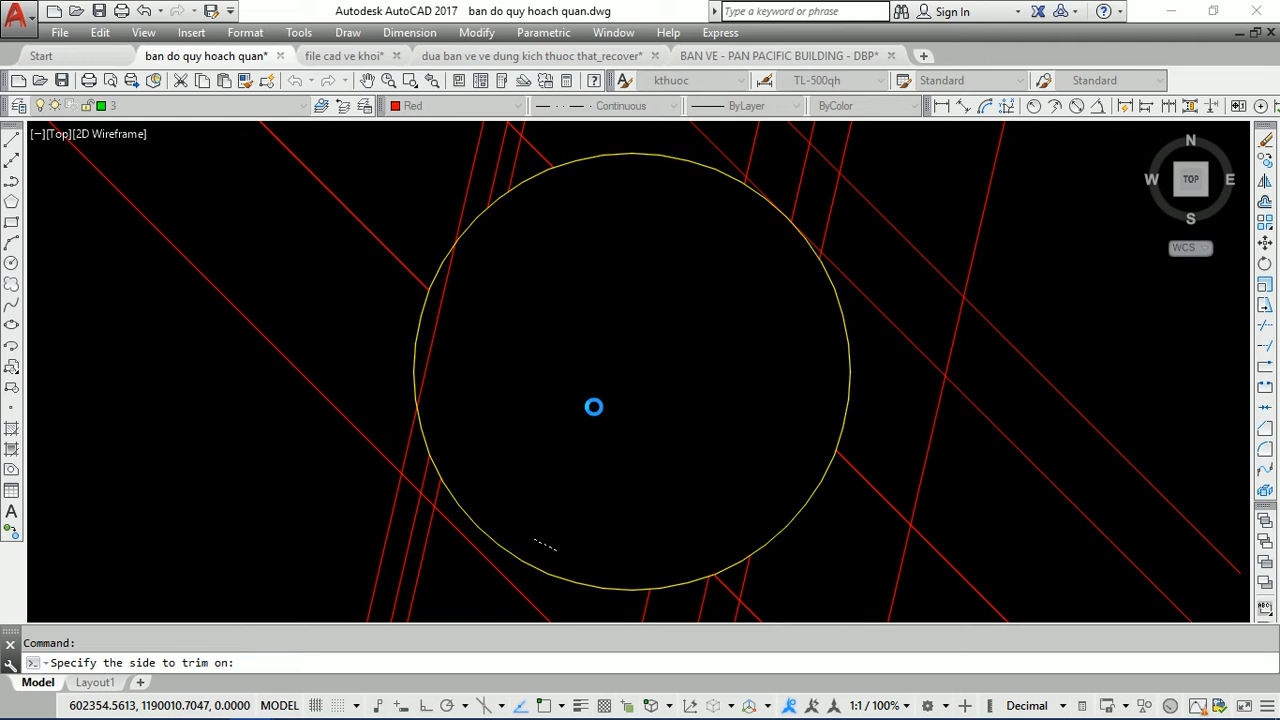 Autodesk AutoCAD 2017 ban do quy hoach quan.dwg
Type a keyword or phrase
Sign In
File Edit View Insert Format Tools Draw Dimension Modify Parametric Window Help Express
Start
ban do quy hoach quan*
file cad ve khoi*
dua ban ve ve dung kich thuoc that_recover*
BAN VE - PAN PACIFIC BUILDING - DBP*
kthuoc
TL-500qh
Standard
Standard
3
Red
Continuous
ByLayer
ByColor
[−][Top][2D Wireframe]
N
W
TOP
E
S
WCS
Command:
Specify the side to trim on:
Model
Layout1
602354.5613, 1190010.7047, 0.0000
MODEL
1:1 / 100%
Decimal